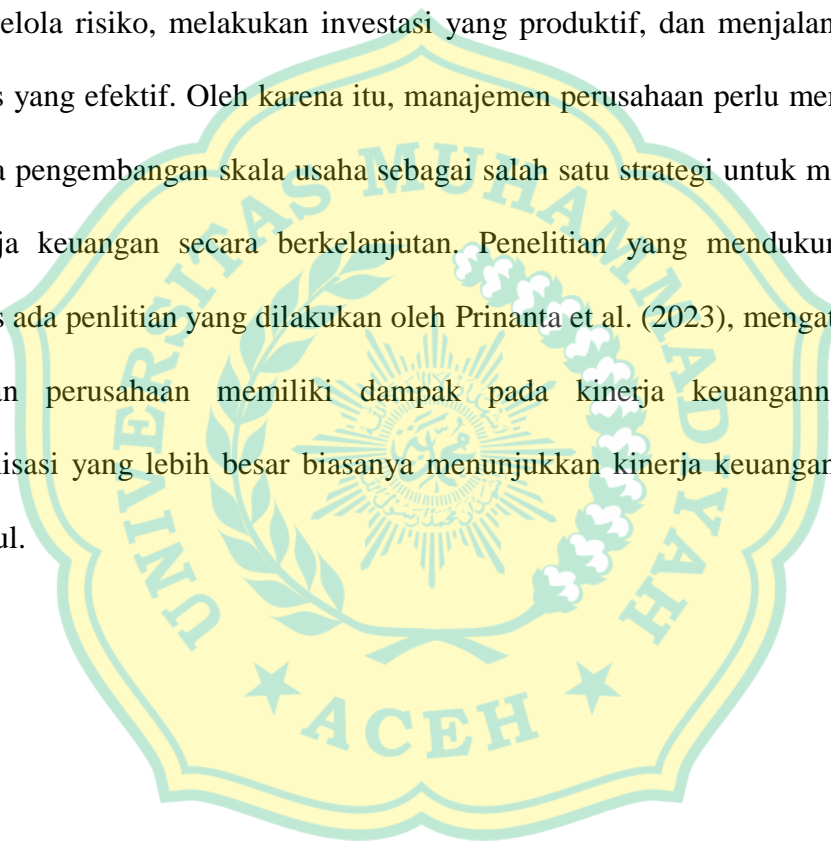 elola risiko, melakukan investasi yang produktif, dan menjalan
s yang efektif. Oleh karena itu, manajemen perusahaan perlu mer
a pengembangan skala usaha sebagai salah satu strategi untuk m
ja keuangan secara berkelanjutan. Penelitian yang mendukun
s ada penlitian yang dilakukan oleh Prinanta et al. (2023), mengat
an perusahaan memiliki dampak pada kinerja keuangann
lisasi yang lebih besar biasanya menunjukkan kinerja keuangan
ul.
UNIVERSITAS MUHAMMADIYAH
ACEH